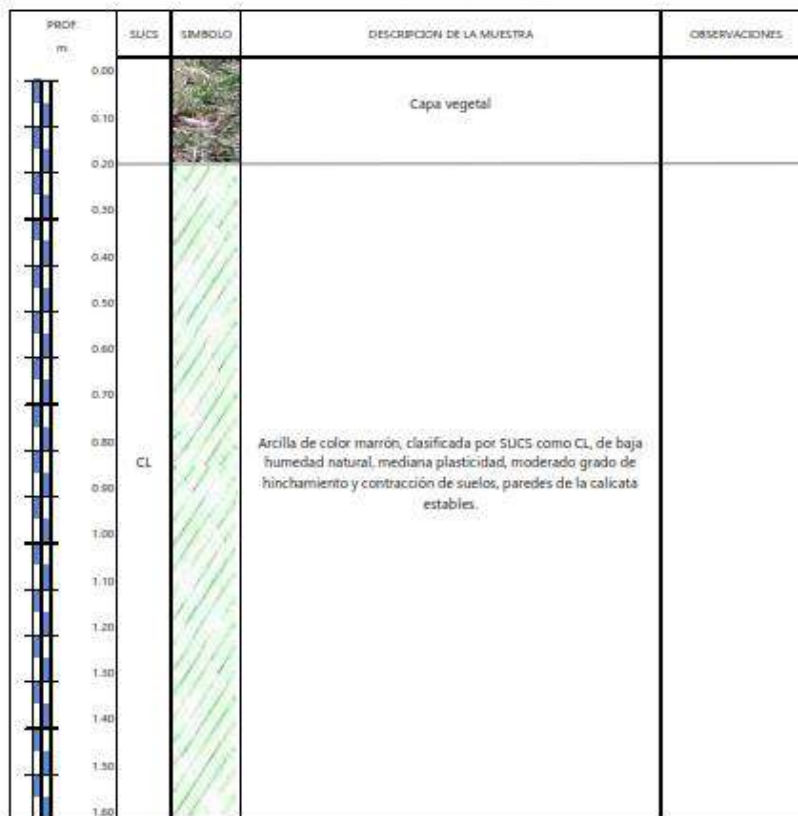 PROF. m. SUCS SIMBOLO DESCRIPCION DE LA MUESTRA OBSERVACIONES
0.00
Capa vegetal
0.10
0.20
0.30
0.40
0.50
0.60
0.70
0.80
Arcilla de color marrón, clasificada por SUCS como CL, de baja
CL humedad natural, mediana plasticidad, moderado grado de
hinchamiento y contracción de suelos, paredes de la calicata
estables.
0.90
1.00
1.10
1.20
1.30
1.40
1.50
1.60